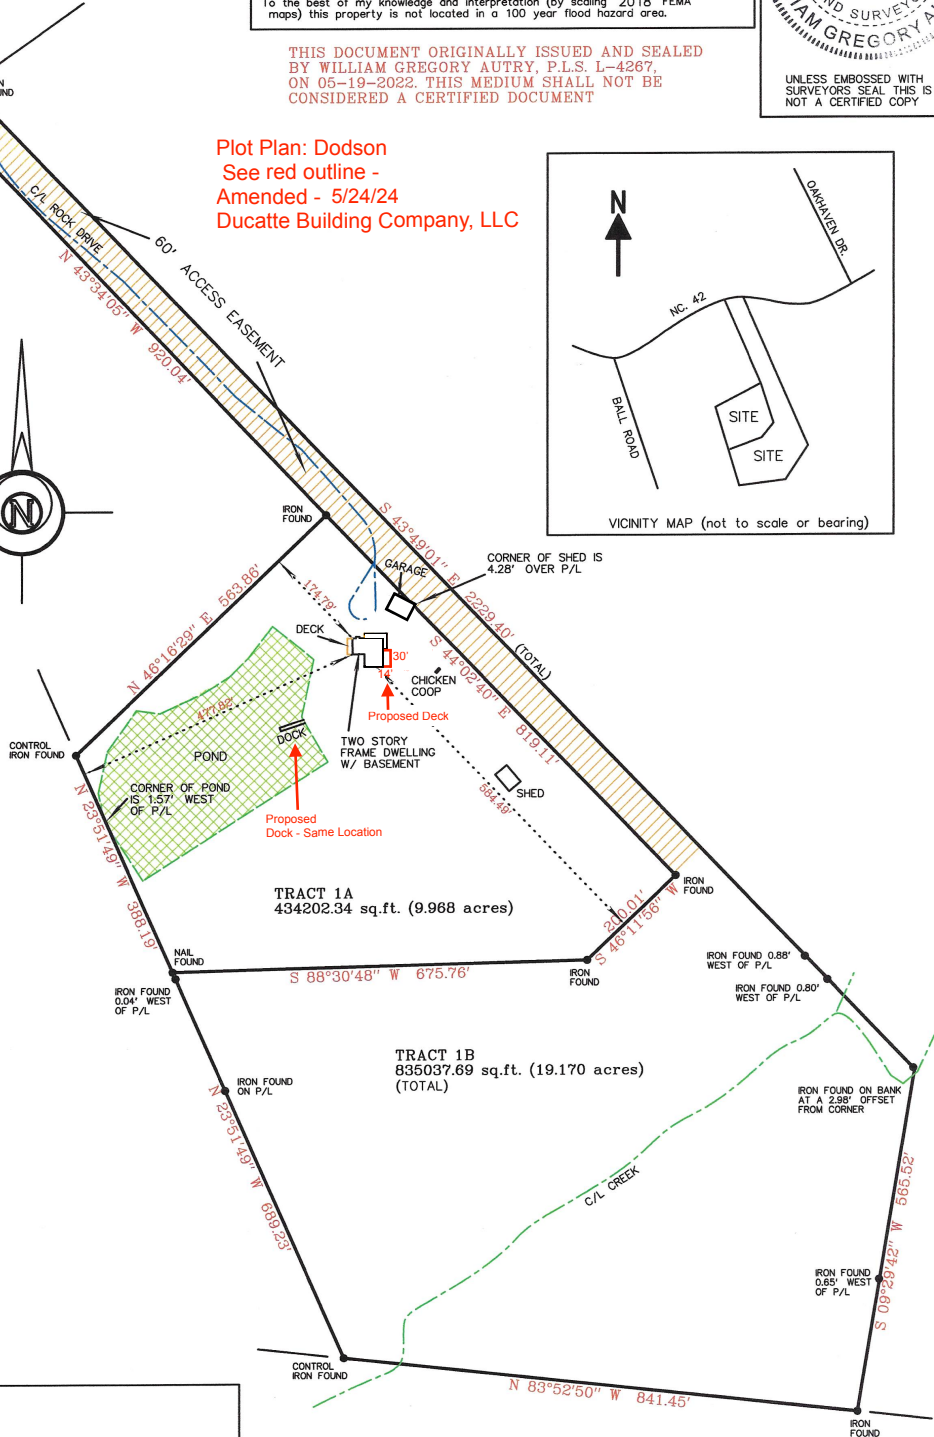 To the best of my knowledge and interpretation (by scaling 2018 FEMA
maps) this property is not located in a 100 year flood hazard area.
ND SURVEYO
AM GREGORY A
UNLESS EMBOSSED WITH
SURVEYORS SEAL THIS IS
NOT A CERTIFIED COPY
THIS DOCUMENT ORIGINALLY ISSUED AND SEALED
BY WILLIAM GREGORY AUTRY, P.L.S. L-4267,
ON 05-19-2022. THIS MEDIUM SHALL NOT BE
CONSIDERED A CERTIFIED DOCUMENT
Plot Plan: Dodson
See red outline -
Amended - 5/24/24
Ducatte Building Company, LLC
N
OAKHAVEN DR.
NC. 42
BALL ROAD
SITE
SITE
VICINITY MAP (not to scale or bearing)
C/L ROCK DRIVE
60' ACCESS EASEMENT
N 43°34'05" W 920.04'
N
IRON
FOUND
S 43°49'01" E 2229.40'
(TOTAL)
CORNER OF SHED IS
4.28' OVER P/L
GARAGE
N 46°16'29" E 563.86'
174.79'
DECK
30'
14'
CHICKEN
COOP
S 44°02'40" E 819.11'
Proposed Deck
477.82'
DOCK
POND
TWO STORY
FRAME DWELLING
W/ BASEMENT
CONTROL
IRON FOUND
CORNER OF POND
IS 1.57' WEST
OF P/L
SHED
584.49'
N 23°51'49" W 388.19'
Proposed
Dock - Same Location
TRACT 1A
434202.34 sq.ft. (9.968 acres)
IRON
FOUND
200.01'
S 46°11'56" W
NAIL
FOUND
S 88°30'48" W 675.76'
IRON
FOUND
IRON FOUND 0.88'
WEST OF P/L
IRON FOUND 0.80'
WEST OF P/L
IRON FOUND
0.04' WEST
OF P/L
TRACT 1B
835037.69 sq.ft. (19.170 acres)
(TOTAL)
IRON FOUND
ON P/L
IRON FOUND ON BANK
AT A 2.98' OFFSET
FROM CORNER
N 23°51'49" W 689.23'
C/L CREEK
S 09°29'42" W 565.52'
IRON FOUND
0.65' WEST
OF P/L
CONTROL
IRON FOUND
N 83°52'50" W 841.45'
IRON
FOUND